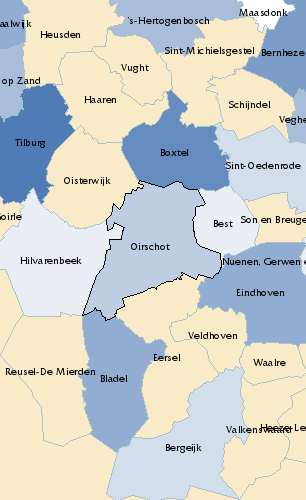 Maasdonk
aalwijk
's-Hertogenbosch
Heusden
Sint-Michielsgestel
Bernheze
Vught
op Zand
Haaren
Schijndel
Veghe
Tilburg
Boxtel
Sint-Oedenrode
Oisterwijk
Goirle
Best
Son en Breuge
Oirschot
Hilvarenbeek
Nuenen, Gerwen e
Eindhoven
Veldhoven
Eersel
Waalre
Reusel-De Mierden
Bladel
Valkenswaard
Heeze-Le
Bergeijk